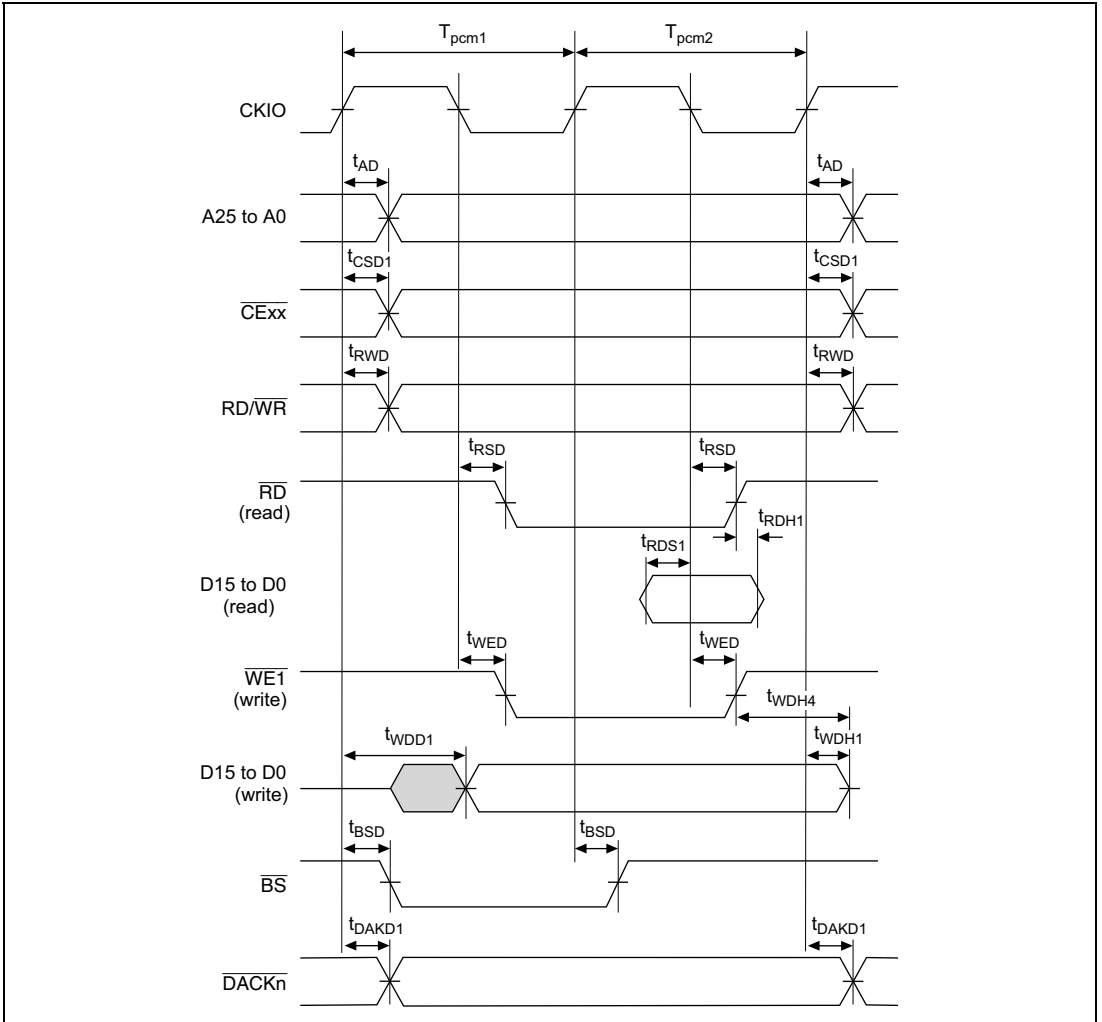 Tpcm1 Tpcm2
CKIO
tAD tAD
A25 to A0
tCSD1 tCSD1
CExx
tRWD tRWD
RD/WR
tRSD tRSD
RD
(read)
tRDH1
tRDS1
D15 to D0
(read)
tWED tWED
WE1
(write)
tWDH4
tWDD1 tWDH1
D15 to D0
(write)
tBSD tBSD
BS
tDAKD1 tDAKD1
DACKn